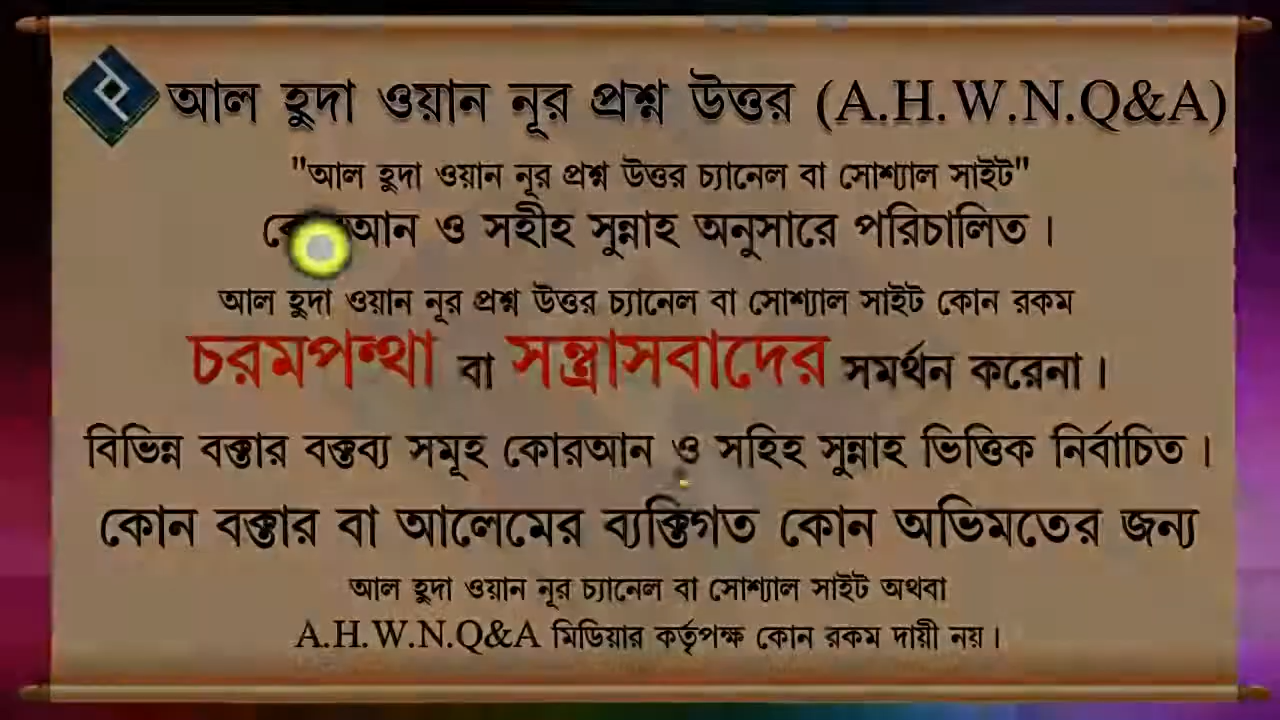 আল হুদা ওয়ান নূর প্রশ্ন উত্তর (A.H.W.N.Q&A)
"আল হুদা ওয়ান নূর প্রশ্ন উত্তর চ্যানেল বা সোশ্যাল সাইট"
ও সহীহ সুন্নাহ অনুসারে পরিচালিত ।
আল হুদা ওয়ান নূর প্রশ্ন উত্তর চ্যানেল বা সোশ্যাল সাইট কোন রকম
চরমপন্থা বা সন্ত্রাসবাদের সমর্থন করেনা ।
বিভিন্ন বক্তার বক্তব্য সমূহ কোরআন ও সহিহ সুন্নাহ ভিত্তিক নির্বাচিত ।
কোন বক্তার বা আলেমের ব্যক্তিগত কোন অভিমতের জন্য
আল হুদা ওয়ান নূর চ্যানেল বা সোশ্যাল সাইট অথবা
A.H.W.N.Q&A মিডিয়ার কর্তৃপক্ষ কোন রকম দায়ী নয় ।